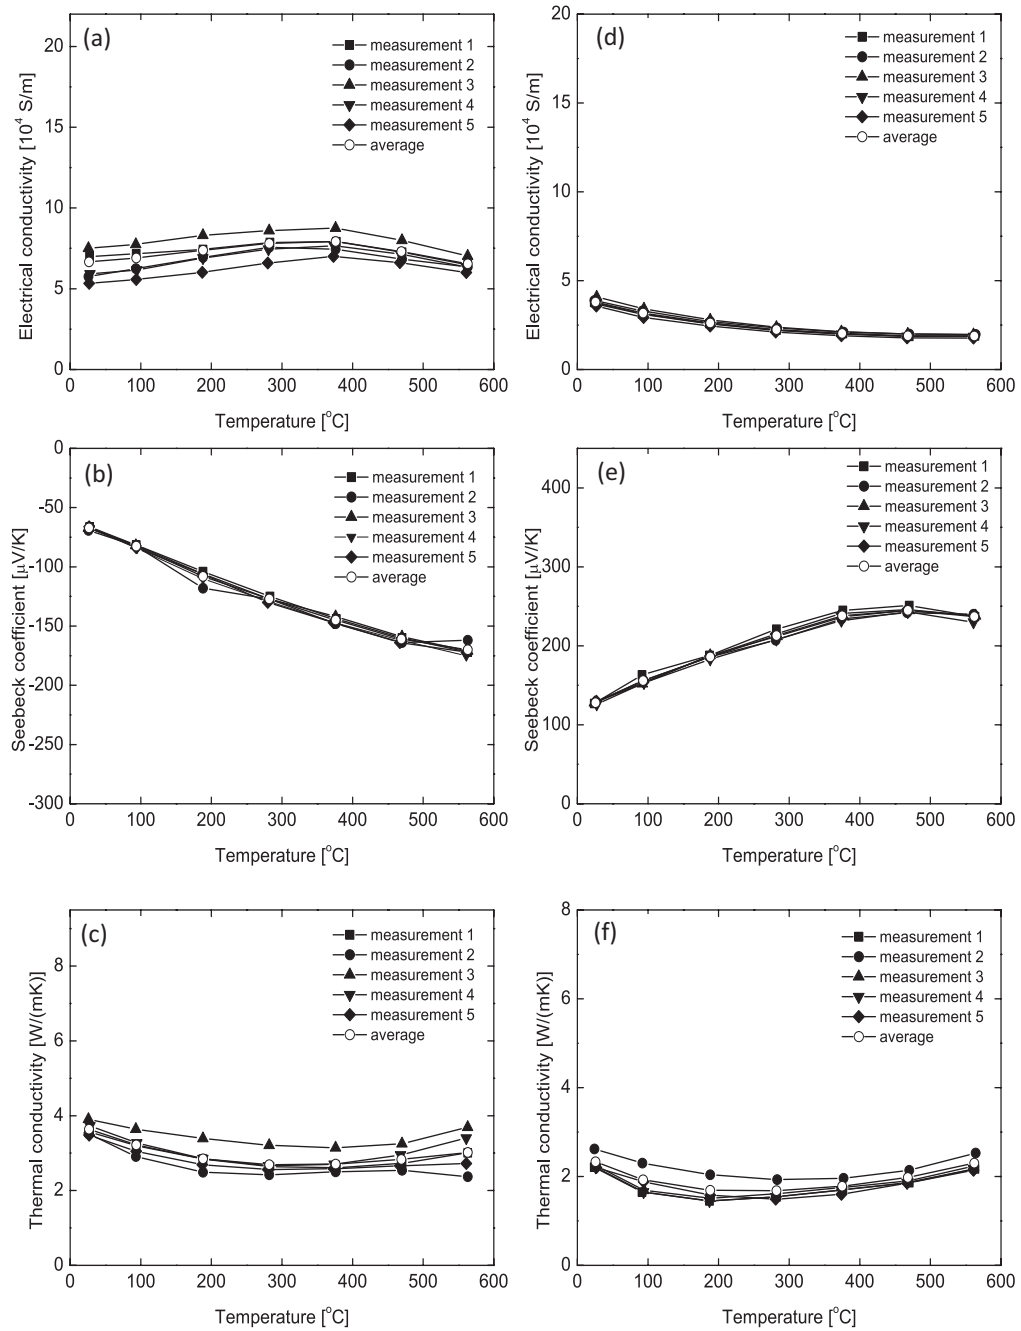 (a)
measurement 1
measurement 2
measurement 3
measurement 4
measurement 5
average
Electrical conductivity [10⁴ S/m]
20
15
10
5
0
0 100 200 300 400 500 600
Temperature [°C]
(d)
measurement 1
measurement 2
measurement 3
measurement 4
measurement 5
average
Electrical conductivity [10⁴ S/m]
20
15
10
5
0
0 100 200 300 400 500 600
Temperature [°C]
(b)
measurement 1
measurement 2
measurement 3
measurement 4
measurement 5
average
Seebeck coefficient [μV/K]
0
-50
-100
-150
-200
-250
-300
0 100 200 300 400 500 600
Temperature [°C]
(e)
measurement 1
measurement 2
measurement 3
measurement 4
measurement 5
average
Seebeck coefficient [μV/K]
400
300
200
100
0
0 100 200 300 400 500 600
Temperature [°C]
(c)
measurement 1
measurement 2
measurement 3
measurement 4
measurement 5
average
Thermal conductivity [W/(mK)]
8
6
4
2
0
0 100 200 300 400 500 600
Temperature [°C]
(f)
measurement 1
measurement 2
measurement 3
measurement 4
measurement 5
average
Thermal conductivity [W/(mK)]
8
6
4
2
0
0 100 200 300 400 500 600
Temperature [°C]